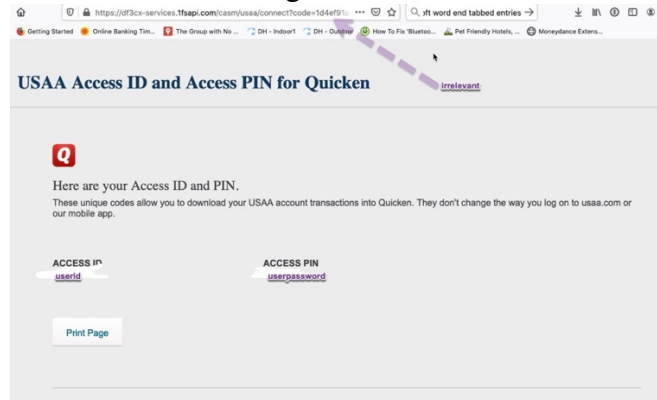 https://df3cx-services.1fsapi.com/casm/usaa/connect?code=1d4ef91 ... oft word end tabbed entries →
Getting Started Online Banking Tim... The Group with No ... DH - Indoor1 DH - Outdoor How To Fix 'Bluetoo... Pet Friendly Hotels, ... Moneydance Extens...
USAA Access ID and Access PIN for Quicken irrelevant
Q
Here are your Access ID and PIN.
These unique codes allow you to download your USAA account transactions into Quicken. They don't change the way you log on to usaa.com or
our mobile app.
ACCESS ID ACCESS PIN
userid userpassword
Print Page